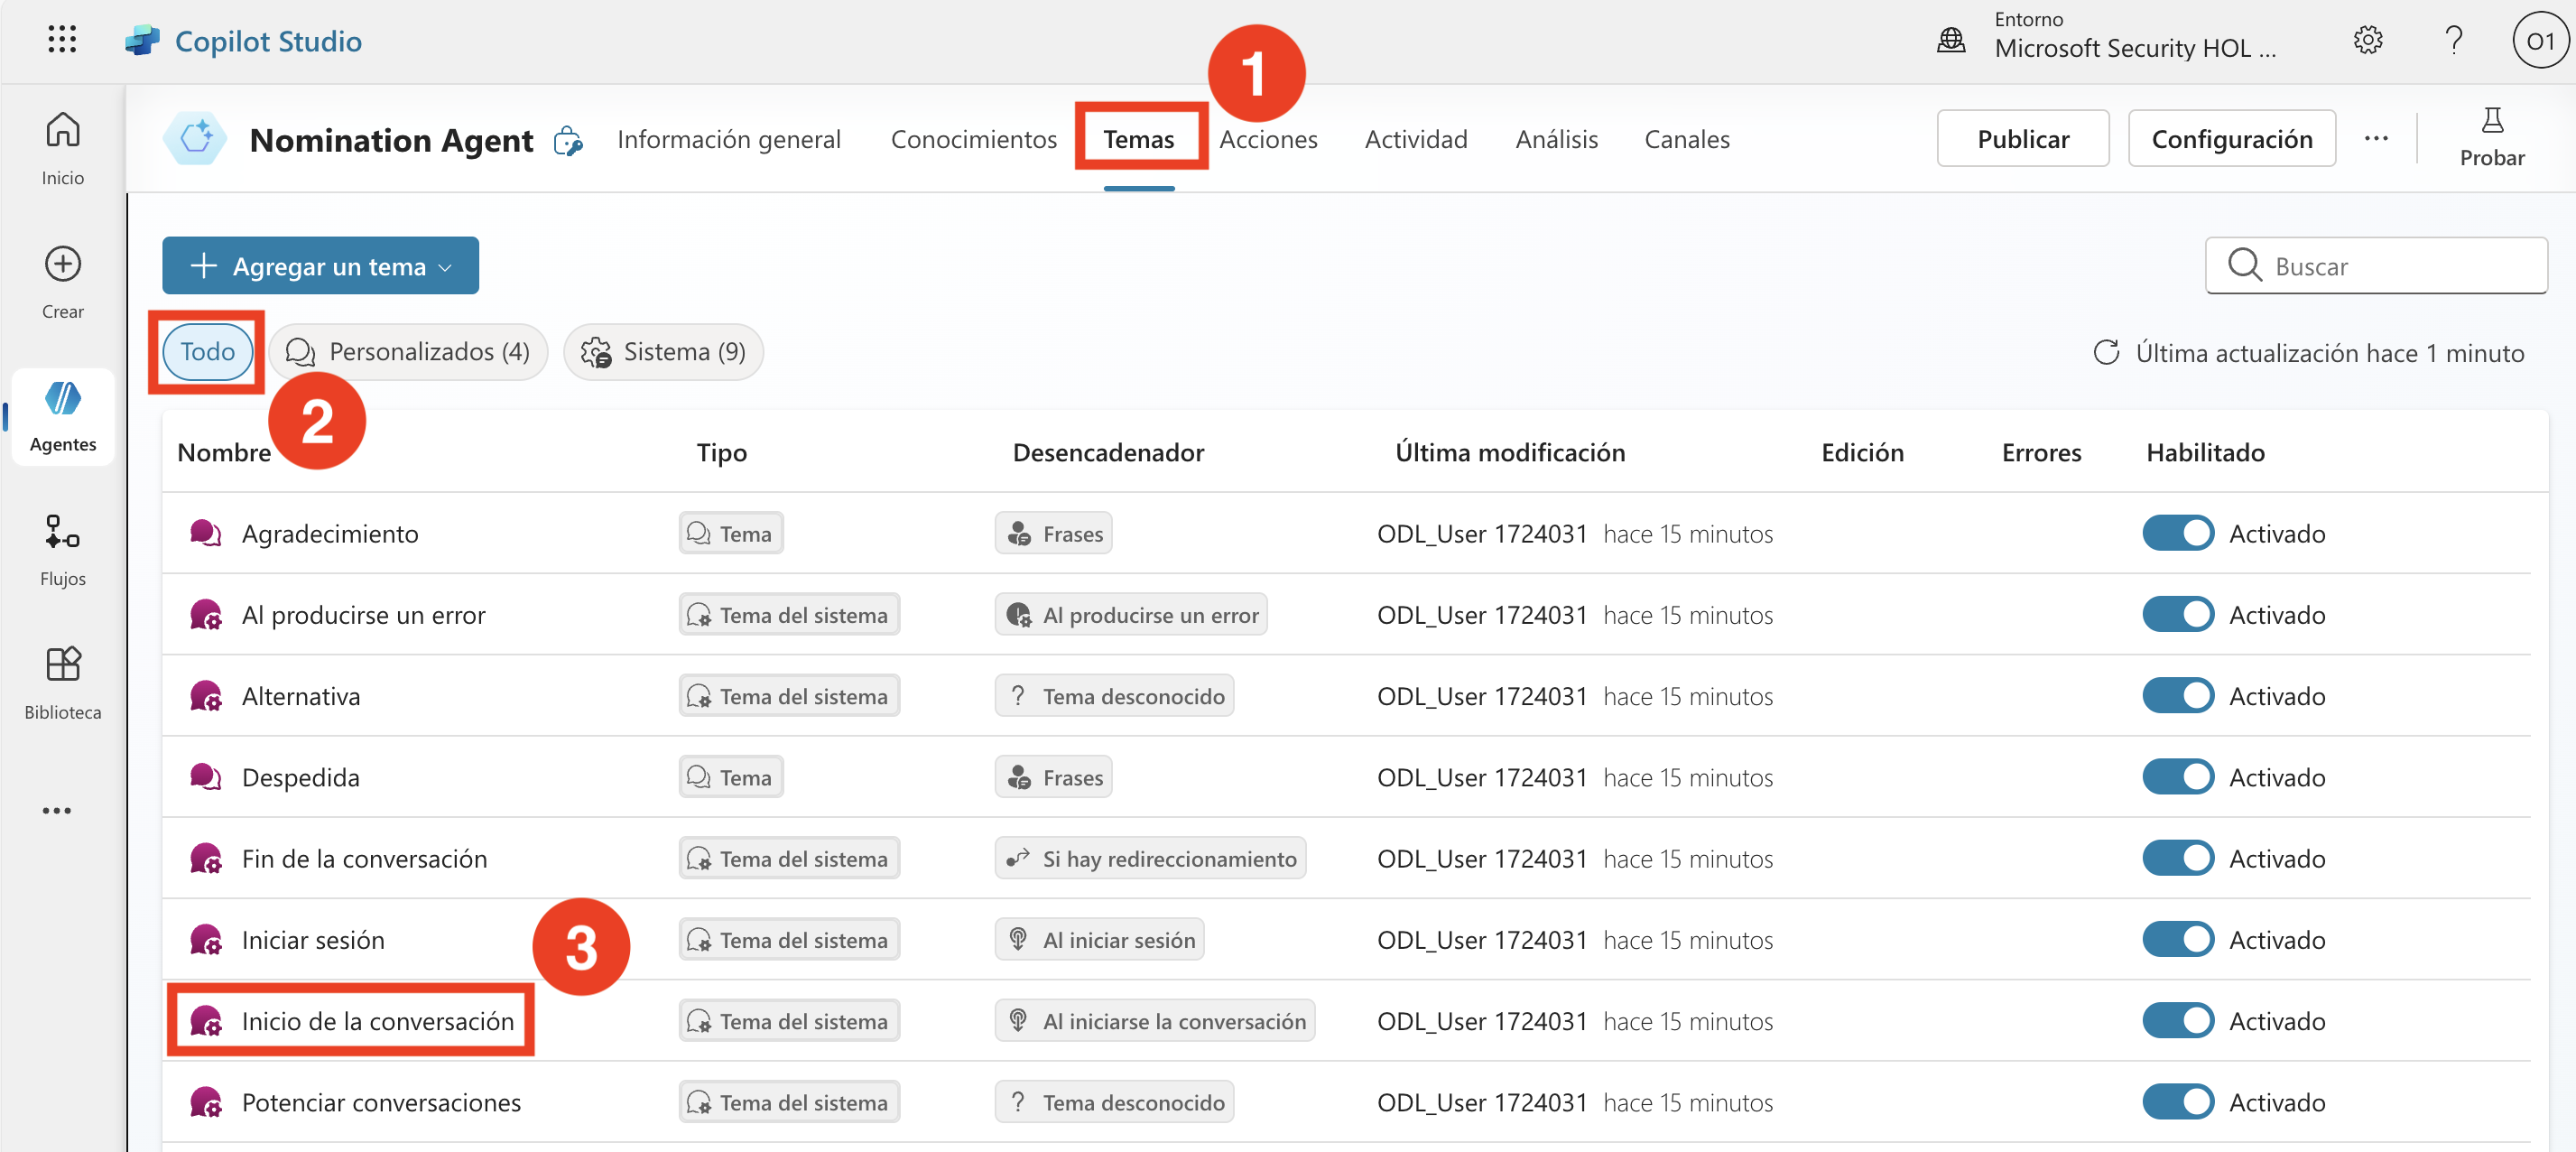 Copilot Studio
Entorno
Microsoft Security HOL ...
O1
1
Nomination Agent
Información general
Conocimientos
Temas
Acciones
Actividad
Análisis
Canales
Publicar
Configuración
Probar
Inicio
Crear
Agentes
Flujos
Biblioteca
Agregar un tema
Buscar
Todo
Personalizados (4)
Sistema (9)
Última actualización hace 1 minuto
2
Nombre Tipo Desencadenador Última modificación Edición Errores Habilitado
Agradecimiento Tema Frases ODL_User 1724031 hace 15 minutos Activado
Al producirse un error Tema del sistema Al producirse un error ODL_User 1724031 hace 15 minutos Activado
Alternativa Tema del sistema Tema desconocido ODL_User 1724031 hace 15 minutos Activado
Despedida Tema Frases ODL_User 1724031 hace 15 minutos Activado
Fin de la conversación Tema del sistema Si hay redireccionamiento ODL_User 1724031 hace 15 minutos Activado
Iniciar sesión Tema del sistema Al iniciar sesión ODL_User 1724031 hace 15 minutos Activado
3
Inicio de la conversación Tema del sistema Al iniciarse la conversación ODL_User 1724031 hace 15 minutos Activado
Potenciar conversaciones Tema del sistema Tema desconocido ODL_User 1724031 hace 15 minutos Activado